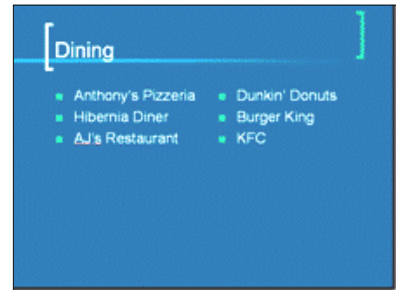 Dining
Anthony's Pizzeria
Hibernia Diner
AJ's Restaurant
Dunkin' Donuts
Burger King
KFC